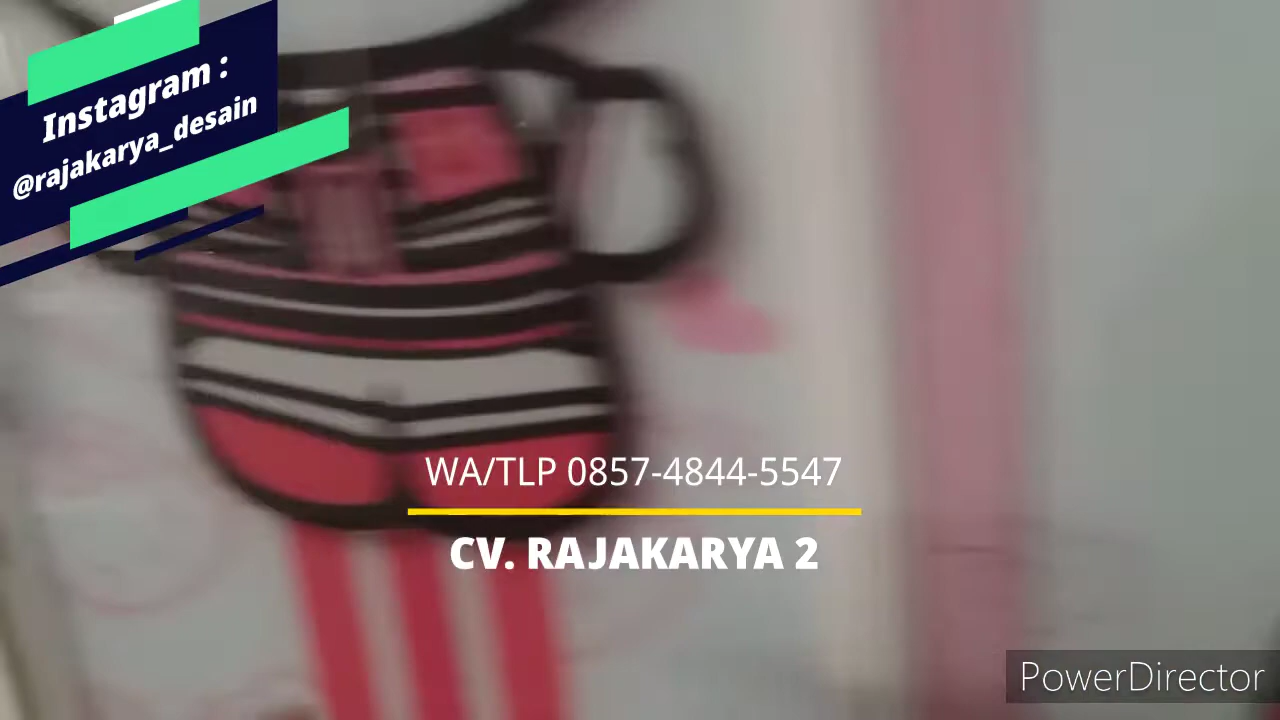 Instagram :
@rajakarya_desain
WA/TLP 0857-4844-5547
CV. RAJAKARYA 2
PowerDirector